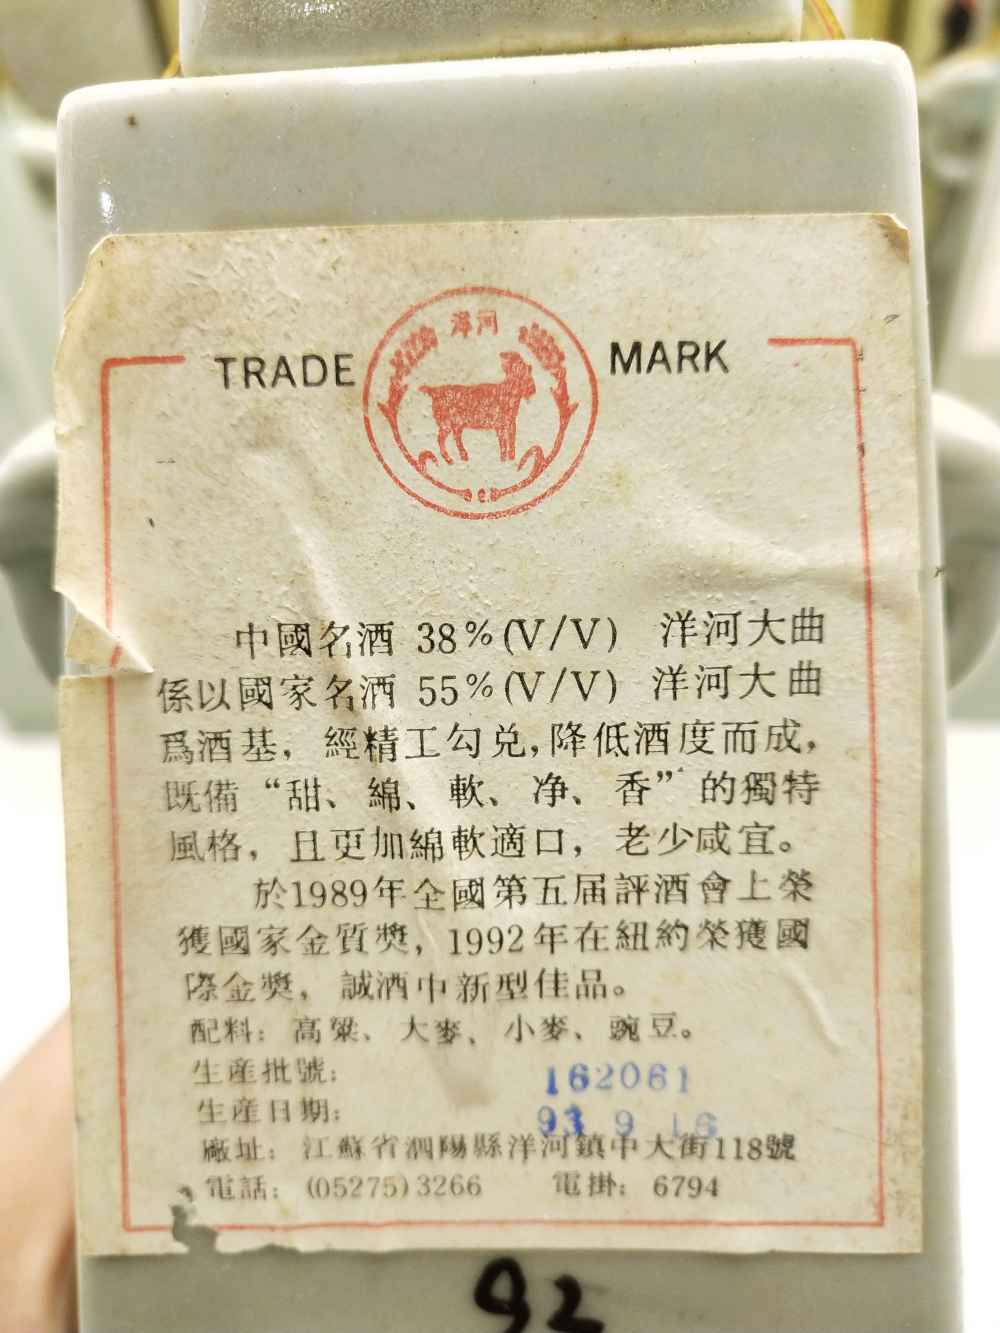 洋河
TRADE MARK
中國名酒 38%(V/V) 洋河大曲
係以國家名酒 55%(V/V) 洋河大曲
爲酒基，經精工勾兑，降低酒度而成，
既備“甜、綿、軟、净、香”的獨特
風格，且更加綿軟適口，老少咸宜。
於1989年全國第五届評酒會上榮
獲國家金質奬，1992年在紐約榮獲國
際金奬，誠酒中新型佳品。
配料：高粱、大麥、小麥、豌豆。
生産批號： 162061
生産日期： 93 9 16
廠址：江蘇省泗陽縣洋河鎮中大街118號
電話：(05275)3266 電掛：6794
92